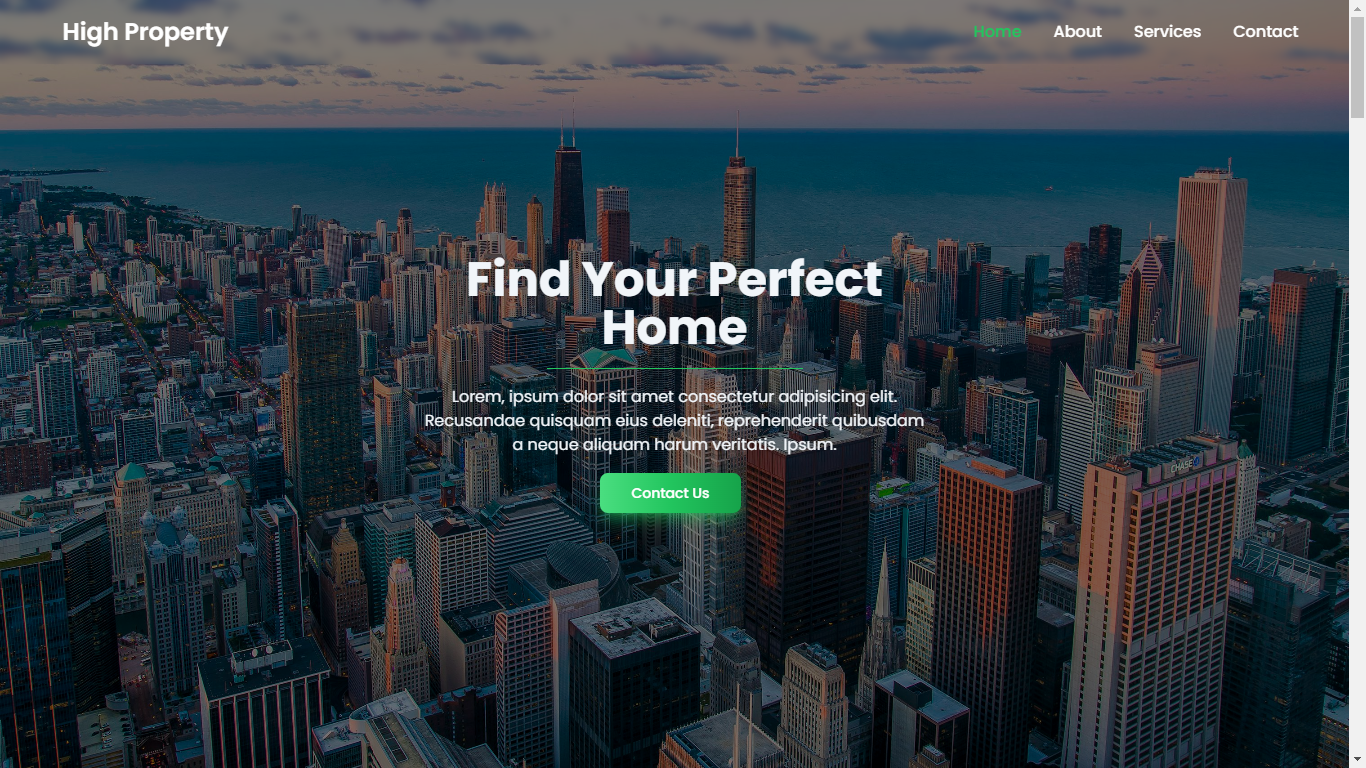 High Property
Home
About
Services
Contact
Find Your Perfect
Home
Lorem, ipsum dolor sit amet consectetur adipisicing elit.
Recusandae quisquam eius deleniti, reprehenderit quibusdam
a neque aliquam harum veritatis. Ipsum.
Contact Us
CHASE